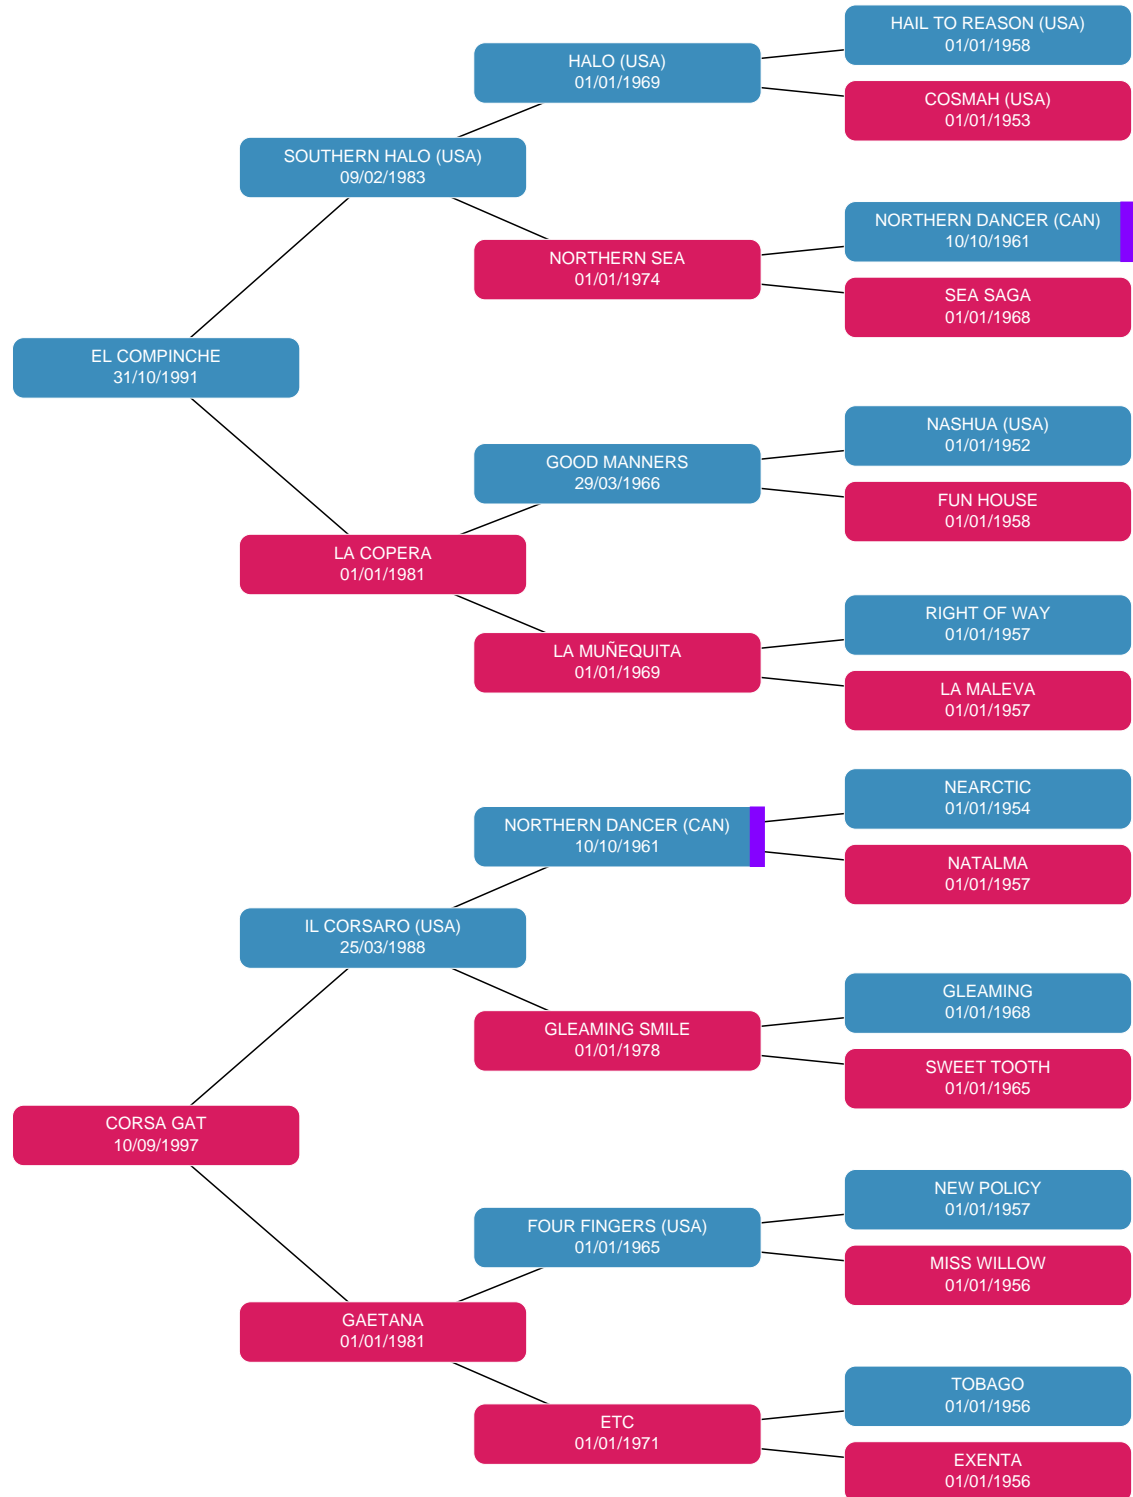 HAIL TO REASON (USA)
01/01/1958
HALO (USA)
01/01/1969
COSMAH (USA)
01/01/1953
SOUTHERN HALO (USA)
09/02/1983
NORTHERN DANCER (CAN)
10/10/1961
NORTHERN SEA
01/01/1974
SEA SAGA
01/01/1968
EL COMPINCHE
31/10/1991
NASHUA (USA)
01/01/1952
GOOD MANNERS
29/03/1966
FUN HOUSE
01/01/1958
LA COPERA
01/01/1981
RIGHT OF WAY
01/01/1957
LA MUÑEQUITA
01/01/1969
LA MALEVA
01/01/1957
NEARCTIC
01/01/1954
NORTHERN DANCER (CAN)
10/10/1961
NATALMA
01/01/1957
IL CORSARO (USA)
25/03/1988
GLEAMING
01/01/1968
GLEAMING SMILE
01/01/1978
SWEET TOOTH
01/01/1965
CORSA GAT
10/09/1997
NEW POLICY
01/01/1957
FOUR FINGERS (USA)
01/01/1965
MISS WILLOW
01/01/1956
GAETANA
01/01/1981
TOBAGO
01/01/1956
ETC
01/01/1971
EXENTA
01/01/1956